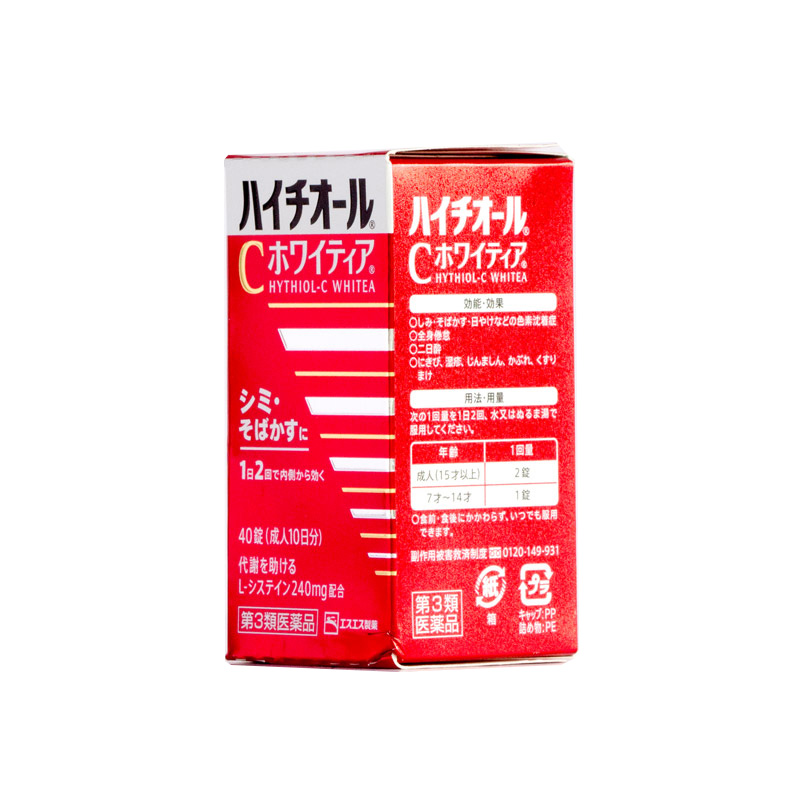 ハイチオール®
Cホワイティア®
HYTHIOL-C WHITEA
シミ・
そばかすに
1日2回で内側から効く
40錠(成人10日分)
代謝を助ける
L-システイン240mg配合
第3類医薬品
エスエス製薬
ハイチオール®
Cホワイティア®
HYTHIOL-C WHITEA
効能・効果
○しみ・そばかす・日やけなどの色素沈着症
○全身倦怠
○二日酔
○にきび、湿疹、じんましん、かぶれ、くすり
まけ
用法・用量
次の1回量を1日2回、水又はぬるま湯で
服用してください。
年齢 1回量
成人(15才以上) 2錠
7才〜14才 1錠
○食前・食後にかかわらず、いつでも服用
できます。
副作用被害救済制度 0120-149-931
第3類
医薬品
紙
箱
プラ
キャップ:PP
詰め物:PE